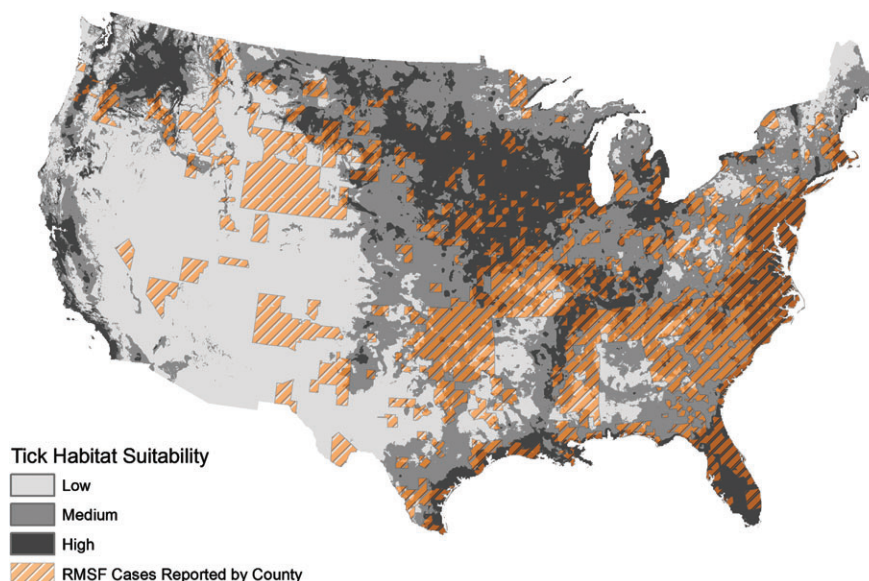 Tick Habitat Suitability
Low
Medium
High
RMSF Cases Reported by County